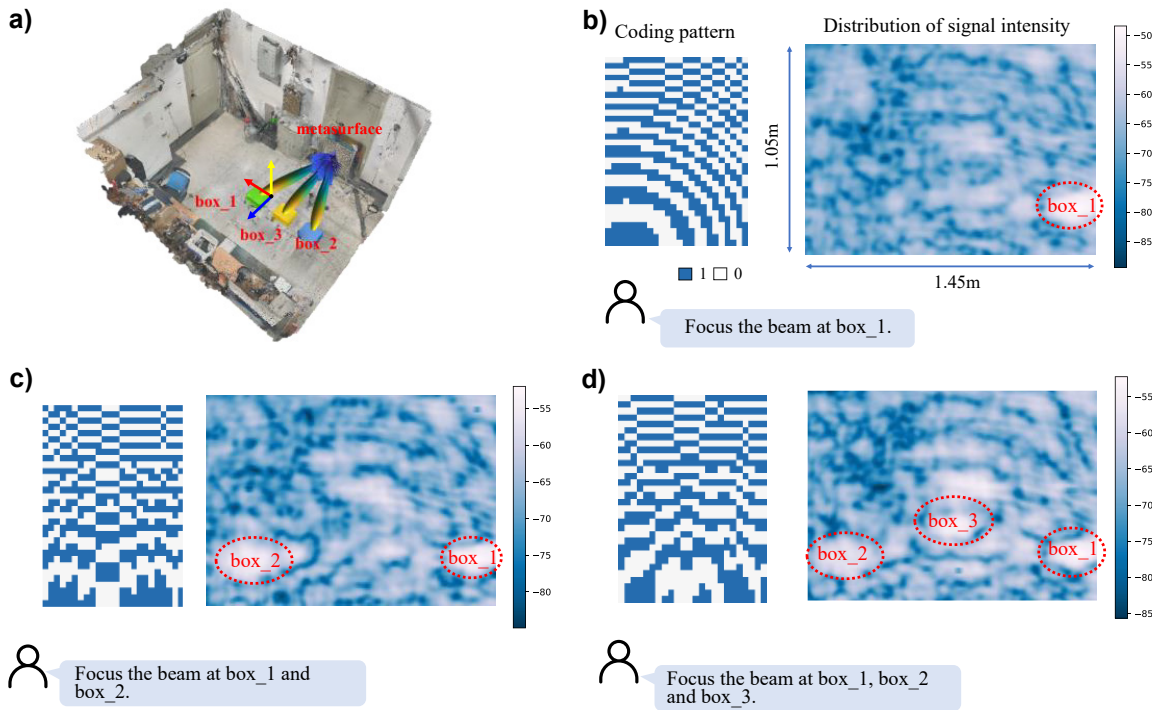 a)
metasurface
box_1
box_3
box_2
b)
Coding pattern
Distribution of signal intensity
1.05m
box_1
−50
−55
−60
−65
−70
−75
−80
−85
1 0
1.45m
Focus the beam at box_1.
c)
box_2
box_1
−55
−60
−65
−70
−75
−80
Focus the beam at box_1 and
box_2.
d)
box_3
box_2
box_1
−55
−60
−65
−70
−75
−80
−85
Focus the beam at box_1, box_2
and box_3.